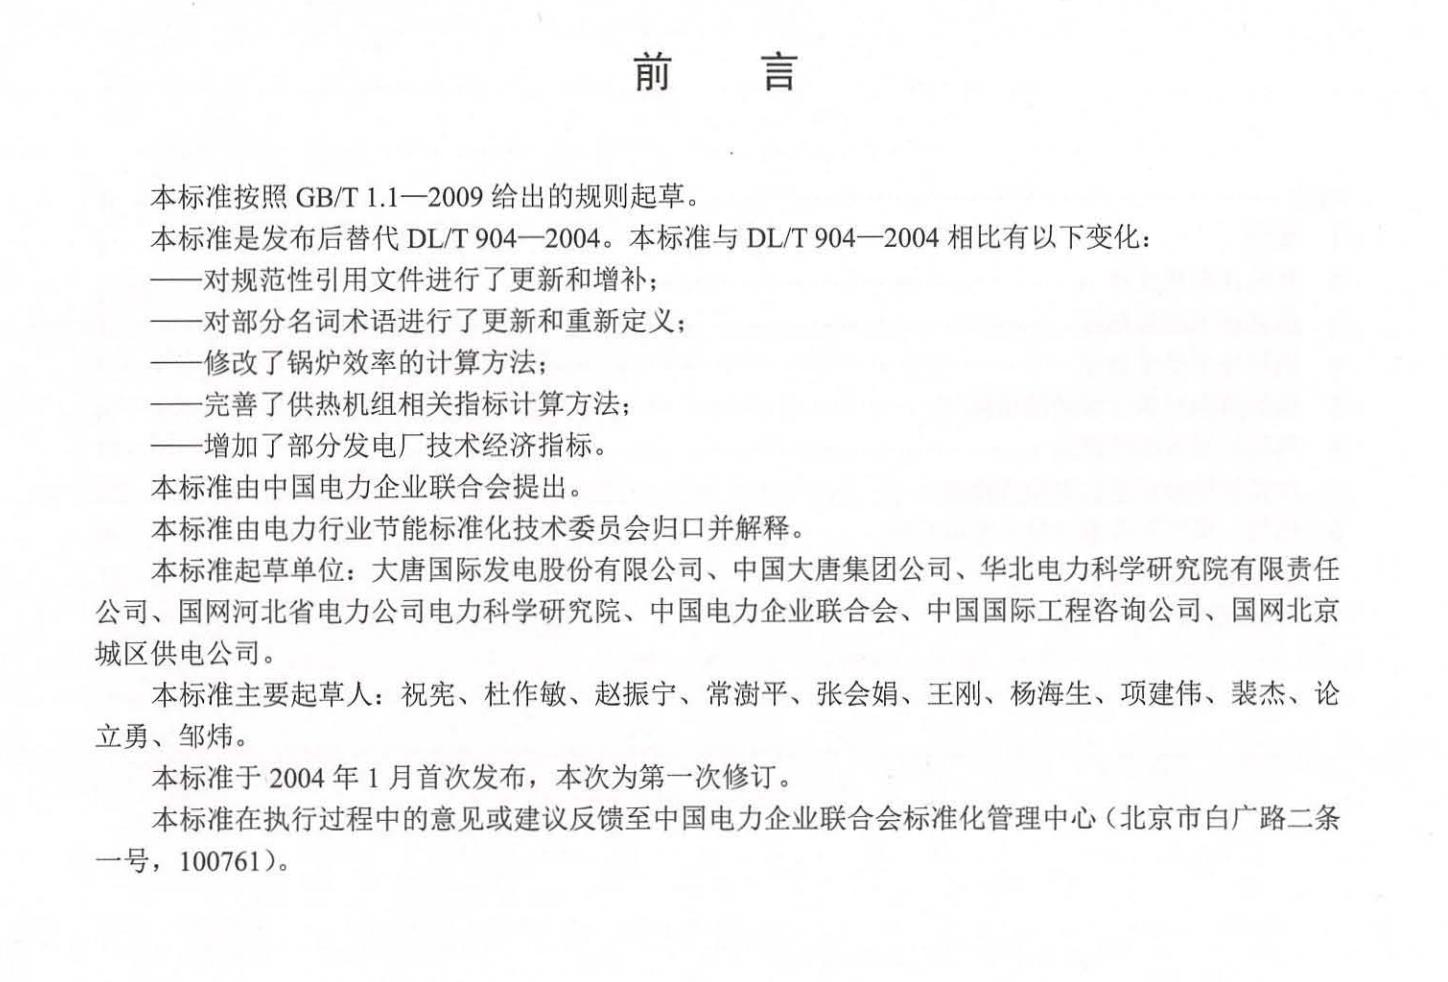 前 言
本标准按照 GB/T 1.1—2009 给出的规则起草。
本标准是发布后替代 DL/T 904—2004。本标准与 DL/T 904—2004 相比有以下变化：
——对规范性引用文件进行了更新和增补；
——对部分名词术语进行了更新和重新定义；
——修改了锅炉效率的计算方法；
——完善了供热机组相关指标计算方法；
——增加了部分发电厂技术经济指标。
本标准由中国电力企业联合会提出。
本标准由电力行业节能标准化技术委员会归口并解释。
本标准起草单位：大唐国际发电股份有限公司、中国大唐集团公司、华北电力科学研究院有限责任
公司、国网河北省电力公司电力科学研究院、中国电力企业联合会、中国国际工程咨询公司、国网北京
城区供电公司。
本标准主要起草人：祝宪、杜作敏、赵振宁、常澍平、张会娟、王刚、杨海生、项建伟、裴杰、论
立勇、邹炜。
本标准于 2004 年 1 月首次发布，本次为第一次修订。
本标准在执行过程中的意见或建议反馈至中国电力企业联合会标准化管理中心（北京市白广路二条
一号，100761）。